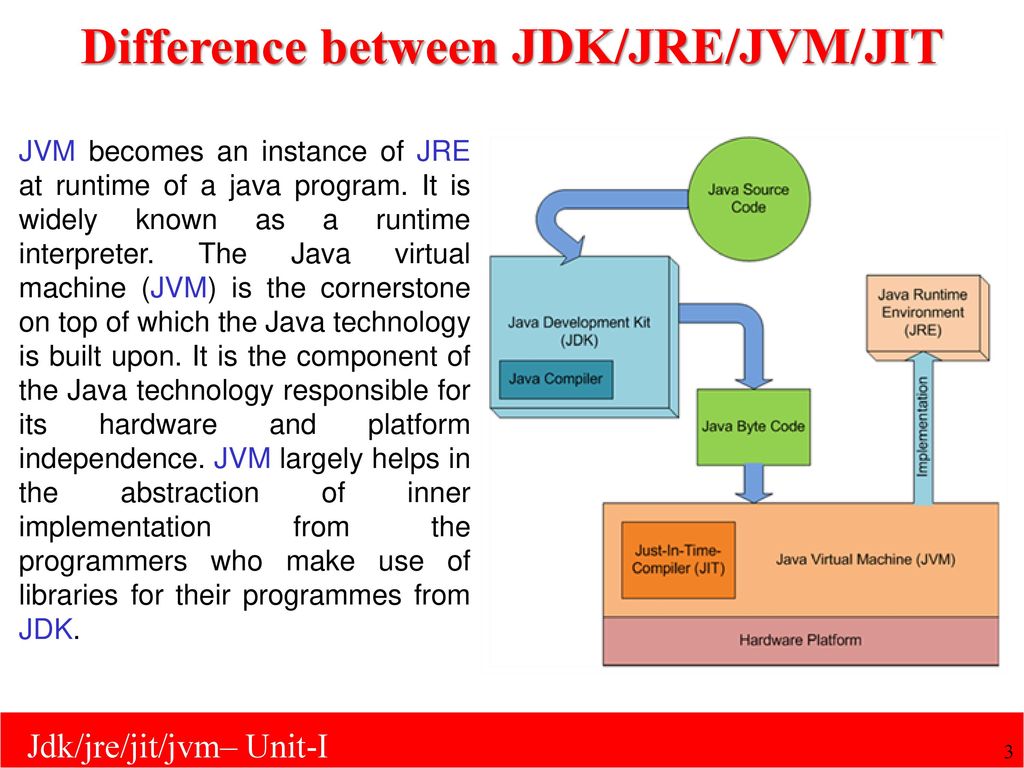 Difference between JDK/JRE/JVM/JIT
JVM becomes an instance of JRE
at runtime of a java program. It is
widely known as a runtime
interpreter. The Java virtual
machine (JVM) is the cornerstone
on top of which the Java technology
is built upon. It is the component of
the Java technology responsible for
its hardware and platform
independence. JVM largely helps in
the abstraction of inner
implementation from the
programmers who make use of
libraries for their programmes from
JDK.
Java Source
Code
Java Development Kit
(JDK)
Java Compiler
Java Runtime
Environment
(JRE)
Java Byte Code
Implementation
Just-In-Time-
Compiler (JIT)
Java Virtual Machine (JVM)
Hardware Platform
Jdk/jre/jit/jvm– Unit-I
3